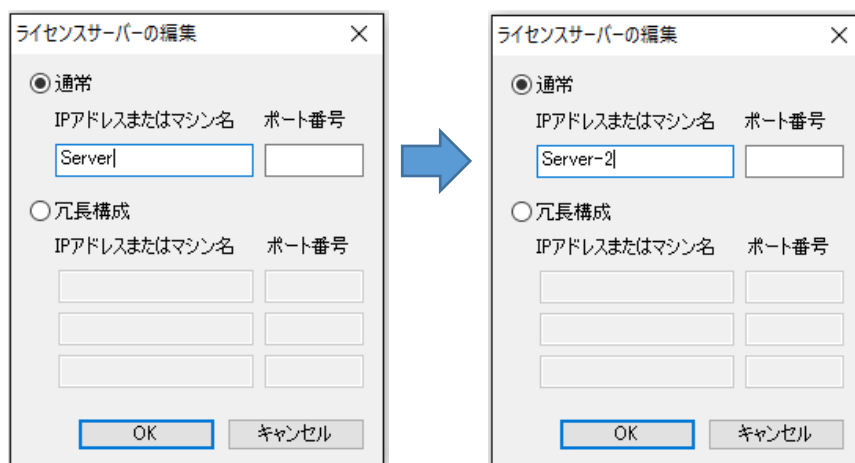 ライセンスサーバーの編集
通常
IPアドレスまたはマシン名 ポート番号
Server
冗長構成
IPアドレスまたはマシン名 ポート番号
OK キャンセル
ライセンスサーバーの編集
通常
IPアドレスまたはマシン名 ポート番号
Server-2
冗長構成
IPアドレスまたはマシン名 ポート番号
OK キャンセル